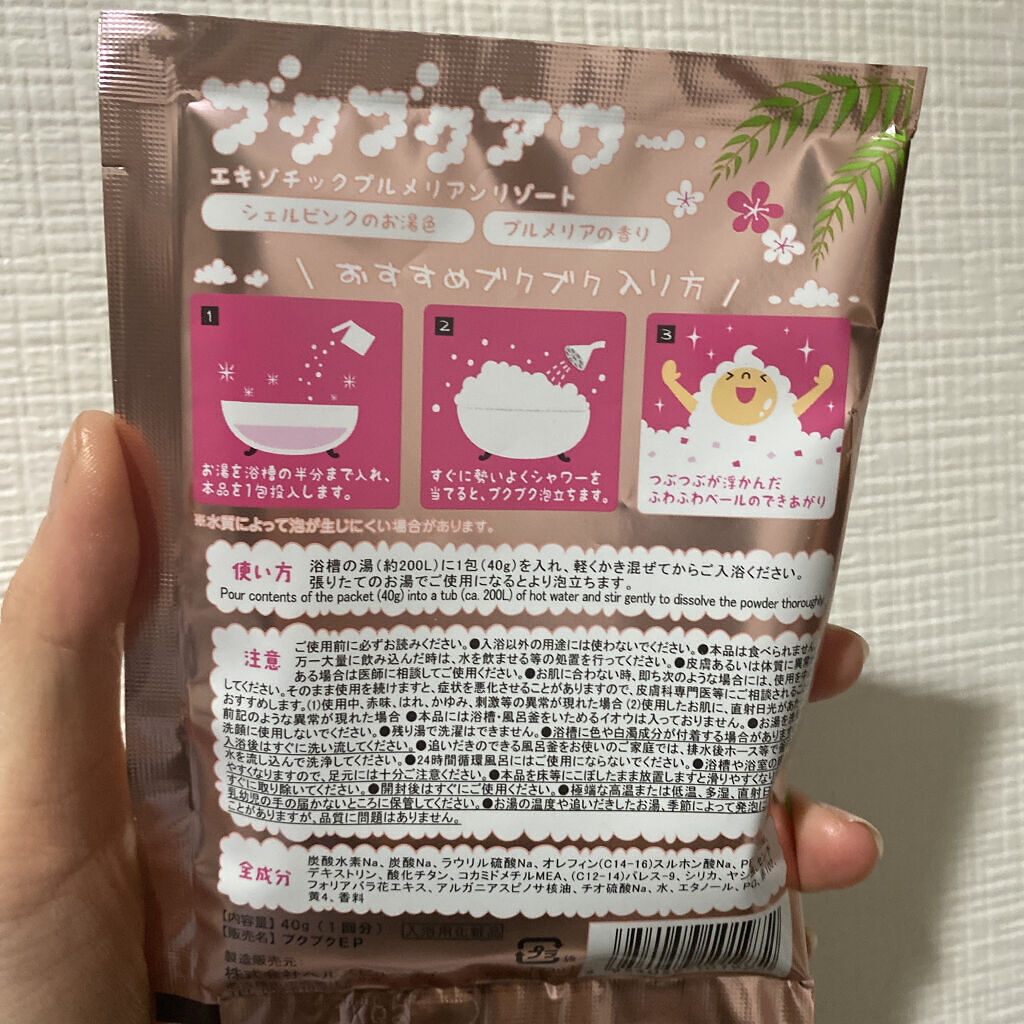 ブクブクアワー
エキゾチックプルメリアンリゾート
シェルピンクのお湯色
プルメリアの香り
おすすめブクブク入り方
1
お湯を浴槽の半分まで入れ、
本品を1包投入します。
2
すぐに勢いよくシャワーを
当てると、ブクブク泡立ちます。
3
つぶつぶが浮かんだ
ふわふわベールのできあがり
※水質によって泡が生じにくい場合があります。
使い方
浴槽の湯(約200L)に1包(40g)を入れ、軽くかき混ぜてからご入浴ください。
張りたてのお湯でご使用になるとより泡立ちます。
Pour contents of the packet (40g) into a tub (ca. 200L) of hot water and stir gently to dissolve the powder thoroughly
注意
ご使用前に必ずお読みください。●入浴以外の用途には使わないでください。●本品は食べられません
万一大量に飲み込んだ時は、水を飲ませる等の処置を行ってください。●皮膚あるいは体質に異常
ある場合は医師に相談してご使用ください。●お肌に合わない時、即ち次のような場合には、使用を中
してください。そのまま使用を続けますと、症状を悪化させることがありますので、皮膚科専門医等にご相談されること
おすすめします。(1)使用中、赤味、はれ、かゆみ、刺激等の異常が現れた場合 (2)使用したお肌に、直射日光があた
前記のような異常が現れた場合 ●本品には浴槽・風呂釜をいためるイオウは入っておりません。●お湯を
洗顔に使用しないでください。●残り湯で洗濯はできません。●浴槽に色や白濁成分が付着する場合があります
入浴後はすぐに洗い流してください。●追いだきのできる風呂釜をお使いのご家庭では、排水後ホース等で
水を流し込んで洗浄してください。●24時間循環風呂にはご使用にならないでください。●浴槽や浴室の
やすくなりますので、足元には十分ご注意ください。●本品を床等にこぼしたまま放置しますと滑りやすくな
すぐに取り除いてください。●開封後はすぐにご使用ください。●極端な高温または低温、多湿、直射日
乳幼児の手の届かないところに保管してください。●お湯の温度や追いだきしたお湯、季節によって発泡
ことがありますが、品質に問題はありません。
全成分
炭酸水素Na、炭酸Na、ラウリル硫酸Na、オレフィン(C14-16)スルホン酸Na、
デキストリン、酸化チタン、コカミドメチルMEA、(C12-14)パレス-9、シリカ、ヤシ
フォリアバラ花エキス、アルガニアスピノサ核油、チオ硫酸Na、水、エタノール、PG、
黄4、香料
【内容量】40g (1回分) 入浴用化粧品
【販売名】ブクブクEP
製造販売元
株式会社
プラ